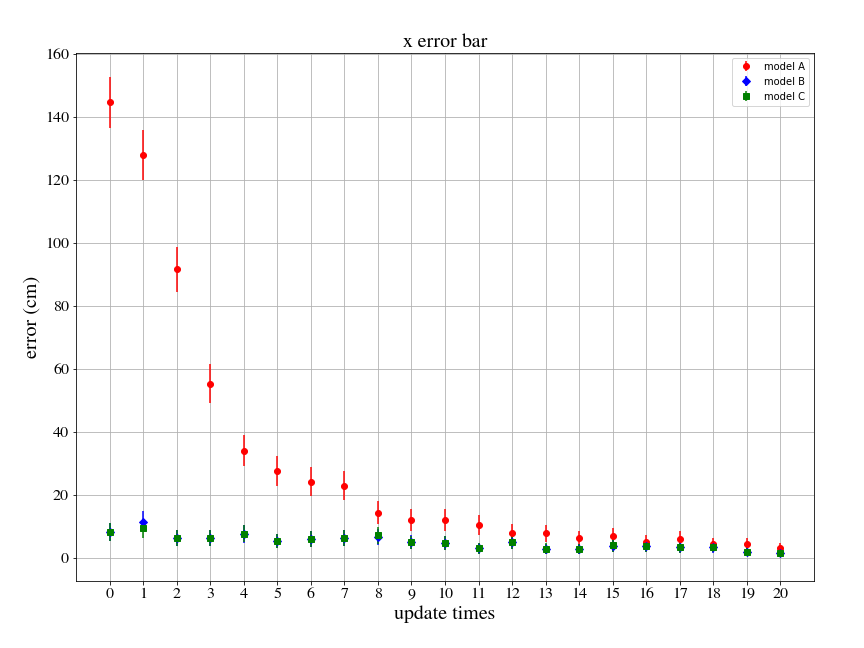 x error bar
model A
model B
model C
error (cm)
160
140
120
100
80
60
40
20
0
0 1 2 3 4 5 6 7 8 9 10 11 12 13 14 15 16 17 18 19 20
update times